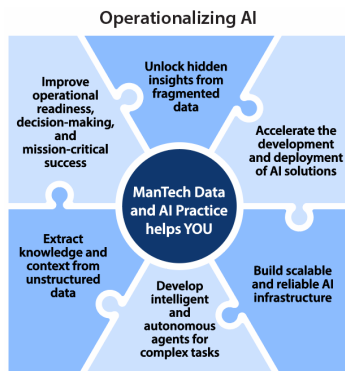 Operationalizing AI
Unlock hidden
insights from
fragmented
data
Accelerate the
development
and deployment
of AI solutions
Build scalable
and reliable AI
infrastructure
Develop
intelligent
and
autonomous
agents for
complex tasks
Extract
knowledge and
context from
unstructured
data
Improve
operational
readiness,
decision-making,
and
mission-critical
success
ManTech Data
and AI Practice
helps YOU